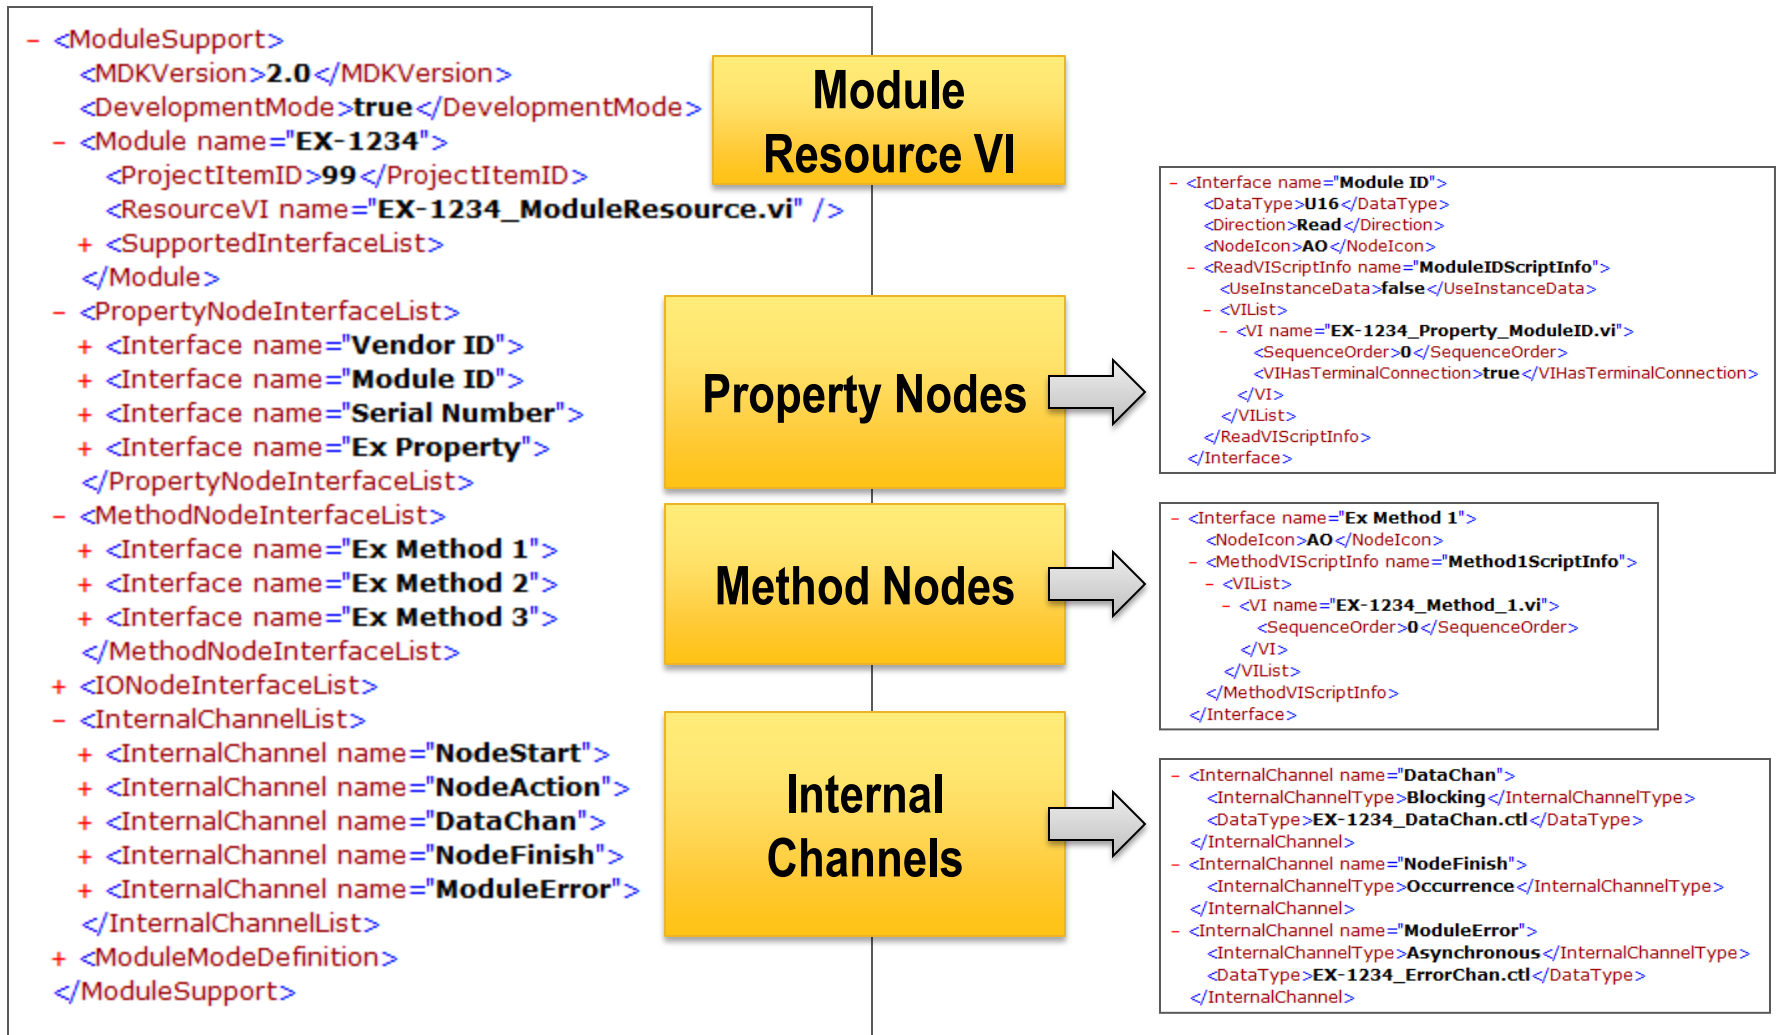 - <ModuleSupport>
<MDKVersion>2.0</MDKVersion>
<DevelopmentMode>true</DevelopmentMode>
- <Module name="EX-1234">
<ProjectItemID>99</ProjectItemID>
<ResourceVI name="EX-1234_ModuleResource.vi" />
+ <SupportedInterfaceList>
</Module>
- <PropertyNodeInterfaceList>
+ <Interface name="Vendor ID">
+ <Interface name="Module ID">
+ <Interface name="Serial Number">
+ <Interface name="Ex Property">
</PropertyNodeInterfaceList>
- <MethodNodeInterfaceList>
+ <Interface name="Ex Method 1">
+ <Interface name="Ex Method 2">
+ <Interface name="Ex Method 3">
</MethodNodeInterfaceList>
+ <IONodeInterfaceList>
- <InternalChannelList>
+ <InternalChannel name="NodeStart">
+ <InternalChannel name="NodeAction">
+ <InternalChannel name="DataChan">
+ <InternalChannel name="NodeFinish">
+ <InternalChannel name="ModuleError">
</InternalChannelList>
+ <ModuleModeDefinition>
</ModuleSupport>
Module
Resource VI
Property Nodes
- <Interface name="Module ID">
<DataType>U16</DataType>
<Direction>Read</Direction>
<NodeIcon>AO</NodeIcon>
- <ReadVIScriptInfo name="ModuleIDScriptInfo">
<UseInstanceData>false</UseInstanceData>
- <VIList>
- <VI name="EX-1234_Property_ModuleID.vi">
<SequenceOrder>0</SequenceOrder>
<VIHasTerminalConnection>true</VIHasTerminalConnection>
</VI>
</VIList>
</ReadVIScriptInfo>
</Interface>
Method Nodes
- <Interface name="Ex Method 1">
<NodeIcon>AO</NodeIcon>
- <MethodVIScriptInfo name="Method1ScriptInfo">
- <VIList>
- <VI name="EX-1234_Method_1.vi">
<SequenceOrder>0</SequenceOrder>
</VI>
</VIList>
</MethodVIScriptInfo>
</Interface>
Internal
Channels
- <InternalChannel name="DataChan">
<InternalChannelType>Blocking</InternalChannelType>
<DataType>EX-1234_DataChan.ctl</DataType>
</InternalChannel>
- <InternalChannel name="NodeFinish">
<InternalChannelType>Occurrence</InternalChannelType>
</InternalChannel>
- <InternalChannel name="ModuleError">
<InternalChannelType>Asynchronous</InternalChannelType>
<DataType>EX-1234_ErrorChan.ctl</DataType>
</InternalChannel>